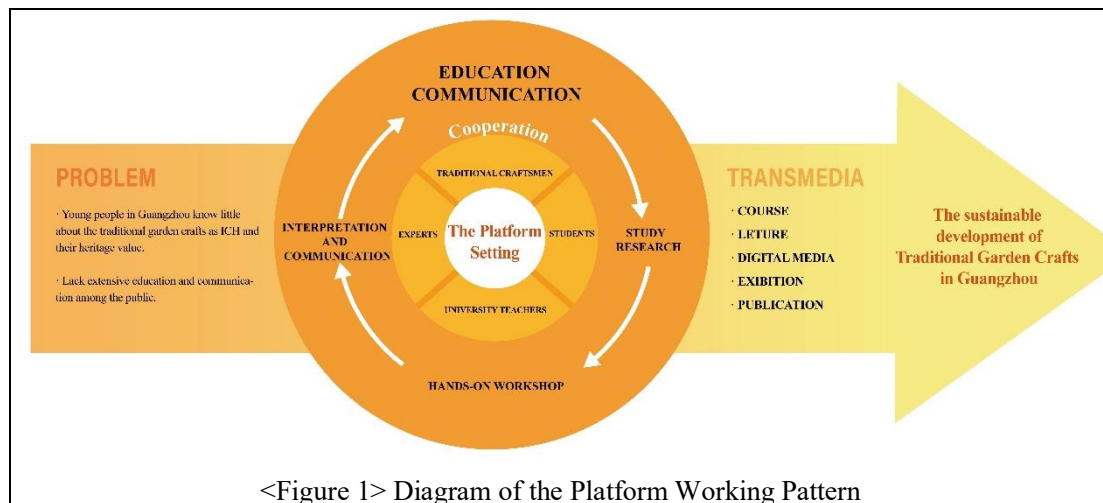 PROBLEM
· Young people in Guangzhou know little
about the traditional garden crafts as ICH and
their heritage value.
· Lack extensive education and communica-
tion among the public.
EDUCATION
COMMUNICATION
Cooperation
TRADITIONAL CRAFTSMEN
INTERPRETATION
AND
COMMUNICATION
EXPERTS
The Platform
Setting
STUDENTS
STUDY
RESEARCH
UNIVERSITY TEACHERS
HANDS-ON WORKSHOP
TRANSMEDIA
· COURSE
· LETURE
· DIGITAL MEDIA
· EXIBITION
· PUBLICATION
The sustainable
development of
Traditional Garden Crafts
in Guangzhou
<Figure 1> Diagram of the Platform Working Pattern